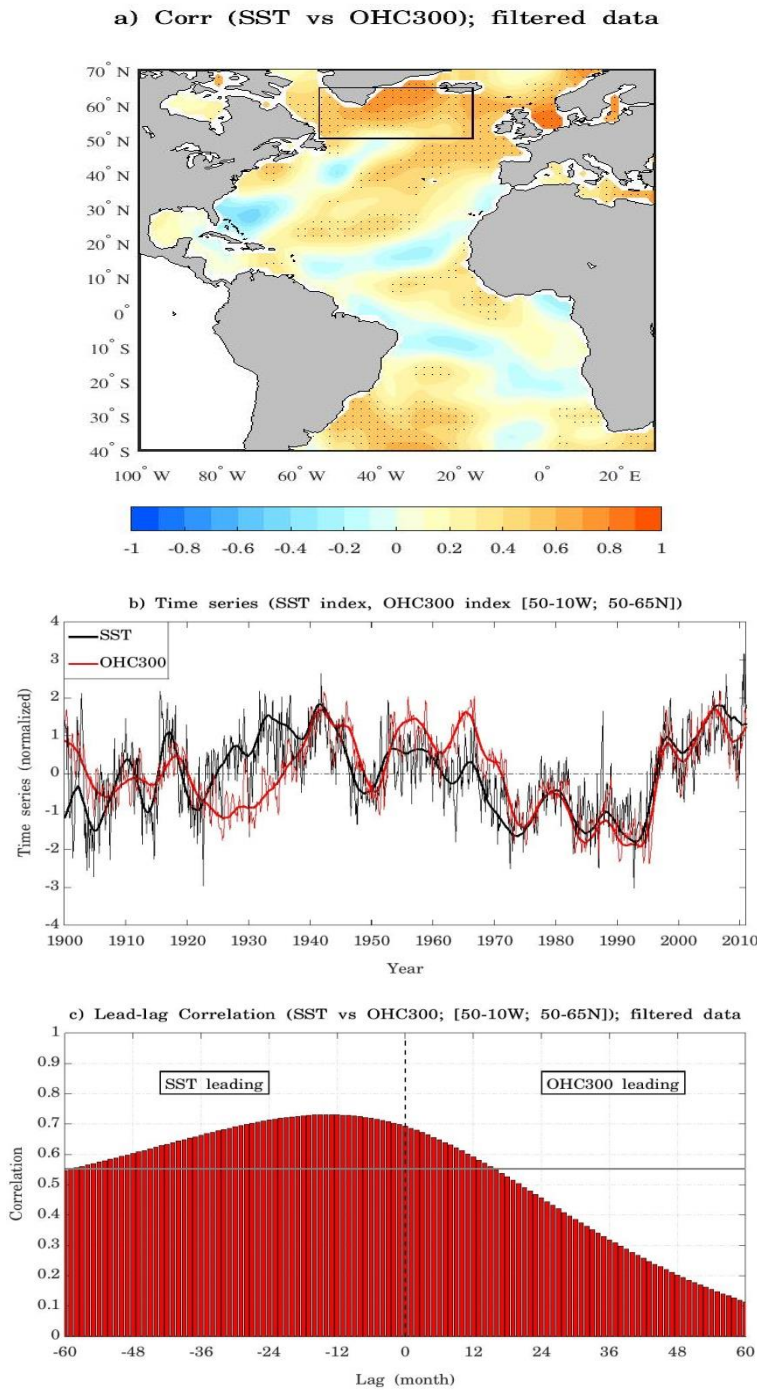 a) Corr (SST vs OHC300); filtered data
70° N
60° N
50° N
40° N
30° N
20° N
10° N
0°
10° S
20° S
30° S
40° S
100° W 80° W 60° W 40° W 20° W 0° 20° E
-1 -0.8 -0.6 -0.4 -0.2 0 0.2 0.4 0.6 0.8 1
b) Time series (SST index, OHC300 index [50-10W; 50-65N])
Time series (normalized)
4
3
2
1
0
-1
-2
-3
-4
SST
OHC300
1900 1910 1920 1930 1940 1950 1960 1970 1980 1990 2000 2010
Year
c) Lead-lag Correlation (SST vs OHC300; [50-10W; 50-65N]); filtered data
Correlation
1
0.9
0.8
0.7
0.6
0.5
0.4
0.3
0.2
0.1
0
SST leading
OHC300 leading
-60 -48 -36 -24 -12 0 12 24 36 48 60
Lag (month)